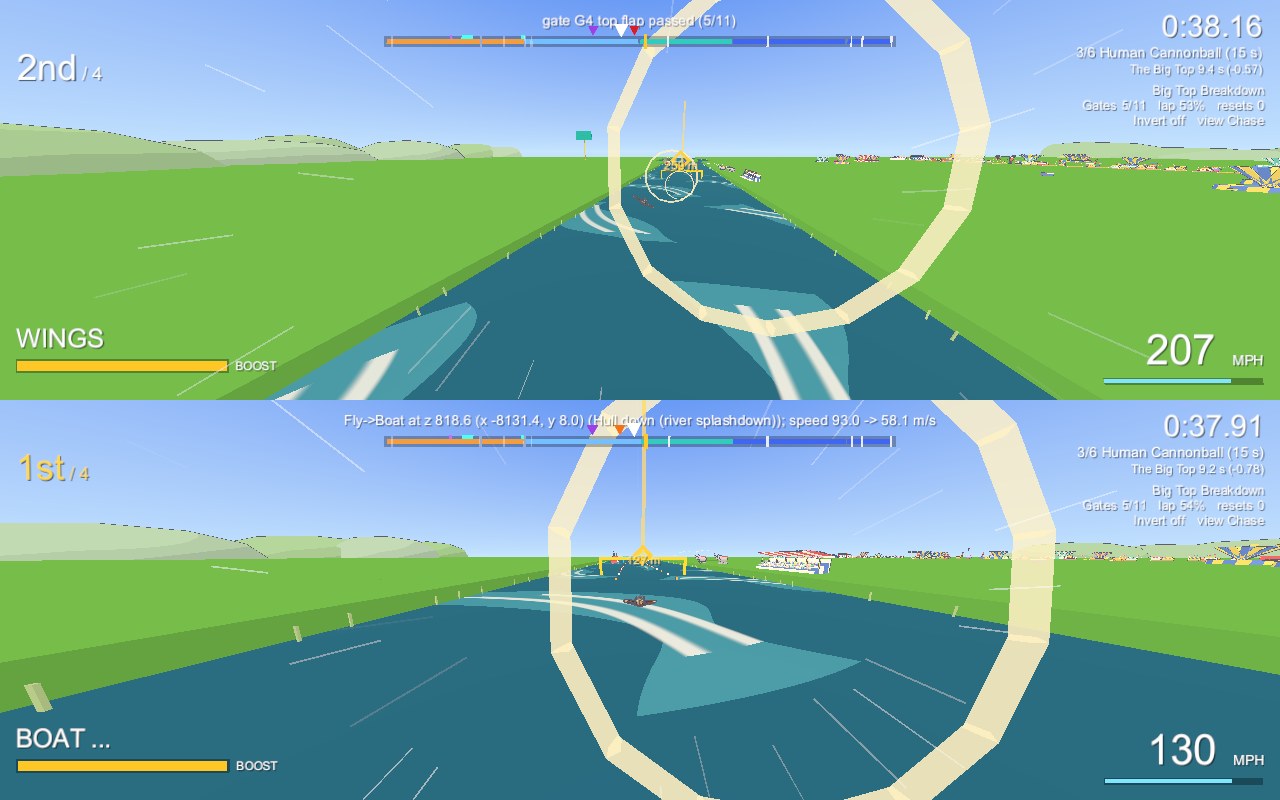 gate G4 top flap passed (5/11)
0:38.16
2nd / 4
3/6 Human Cannonball (15 s)
The Big Top 9.4 s (-0.57)
Big Top Breakdown
Gates 5/11 lap 53% resets 0
Invert off view Chase
WINGS
BOOST
207 MPH
Fly->Boat at z 818.6 (x -8131.4, y 8.0) (Hull down (river splashdown)); speed 93.0 -> 58.1 m/s
0:37.91
1st / 4
3/6 Human Cannonball (15 s)
The Big Top 9.2 s (-0.78)
Big Top Breakdown
Gates 5/11 lap 54% resets 0
Invert off view Chase
BOAT ...
BOOST
130 MPH